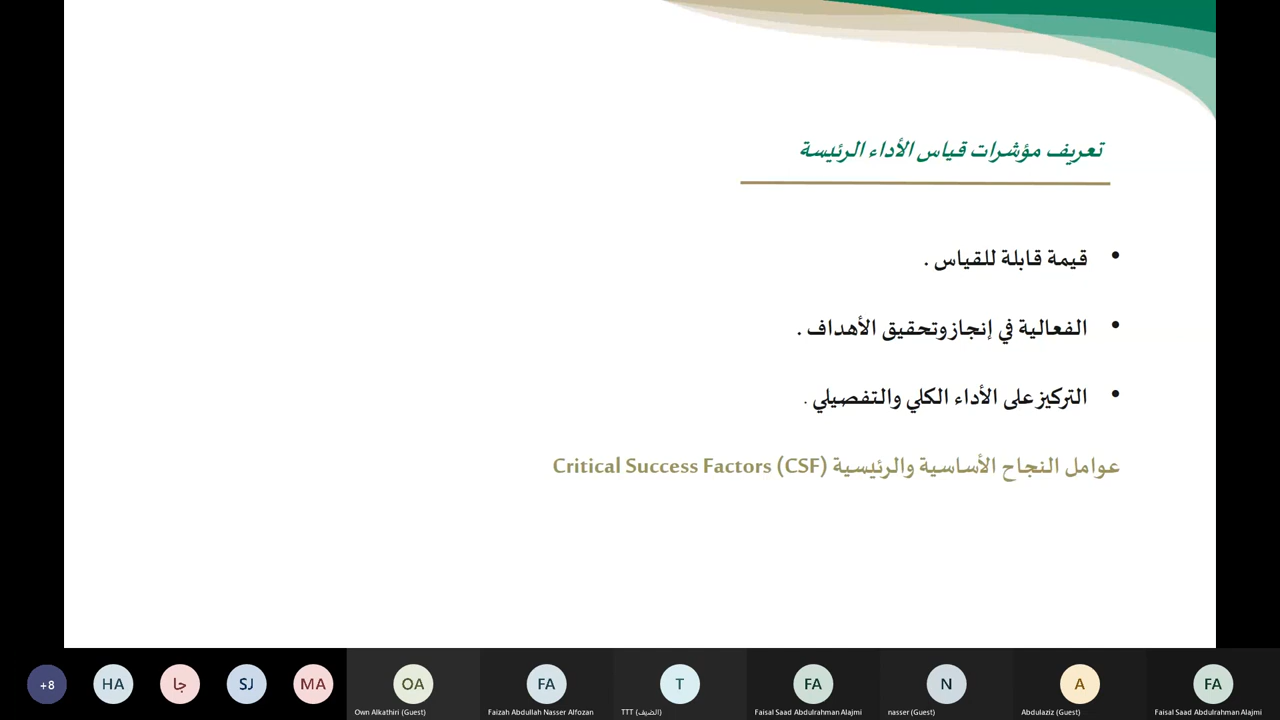 تعريف مؤشرات قياس الأداء الرئيسة
• قيمة قابلة للقياس .
• الفعالية في إنجاز وتحقيق الأهداف .
• التركيز على الأداء الكلي والتفصيلي .
عوامل النجاح الأساسية والرئيسية Critical Success Factors (CSF)
+8
HA
جا
SJ
MA
OA
FA
T
FA
N
A
FA
Own Alkathiri (Guest)
Faizah Abdullah Nasser Alfozan
TTT (الضيف)
Faisal Saad Abdulrahman Alajmi
nasser (Guest)
Abdulaziz (Guest)
Faisal Saad Abdulrahman Alajmi